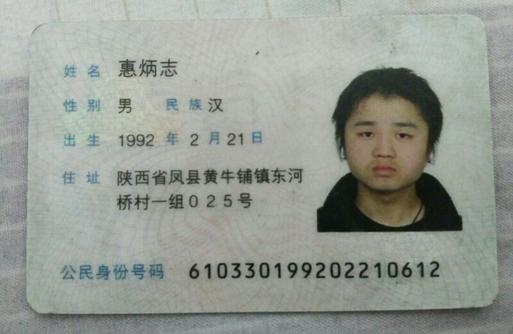 姓名 惠炳志
性别 男 民族 汉
出生 1992 年 2 月 21 日
住址 陕西省凤县黄牛铺镇东河
桥村一组025号
公民身份号码 610330199202210612